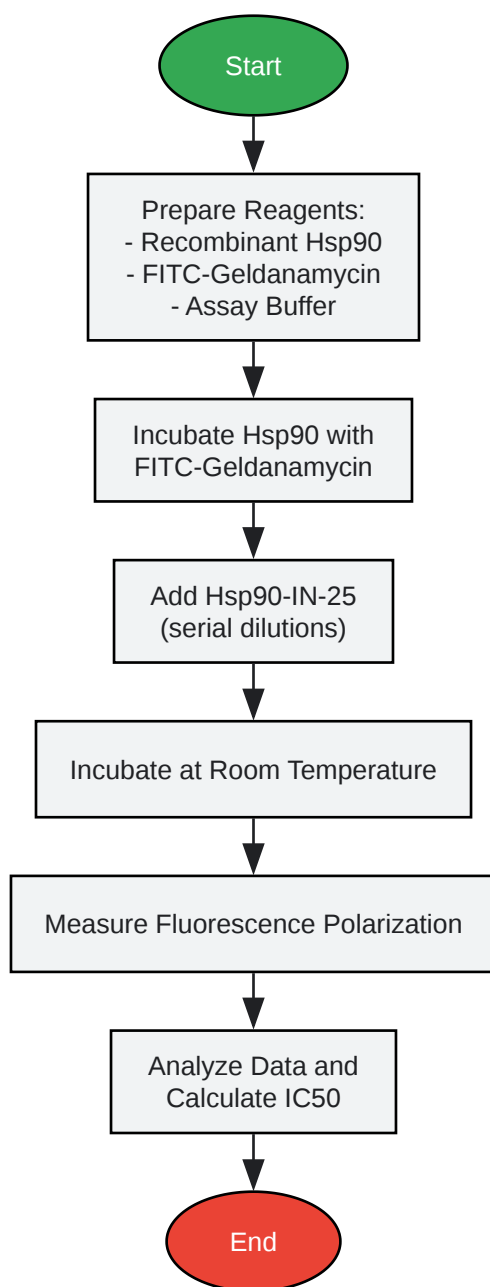 Start
Prepare Reagents:
- Recombinant Hsp90
- FITC-Geldanamycin
- Assay Buffer
Incubate Hsp90 with
FITC-Geldanamycin
Add Hsp90-IN-25
(serial dilutions)
Incubate at Room Temperature
Measure Fluorescence Polarization
Analyze Data and
Calculate IC50
End